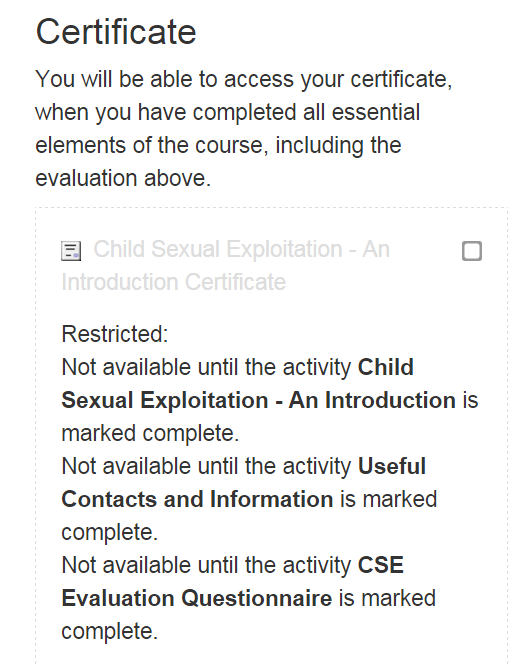 Certificate
You will be able to access your certificate,
when you have completed all essential
elements of the course, including the
evaluation above.
Child Sexual Exploitation - An
Introduction Certificate
Restricted:
Not available until the activity Child
Sexual Exploitation - An Introduction is
marked complete.
Not available until the activity Useful
Contacts and Information is marked
complete.
Not available until the activity CSE
Evaluation Questionnaire is marked
complete.